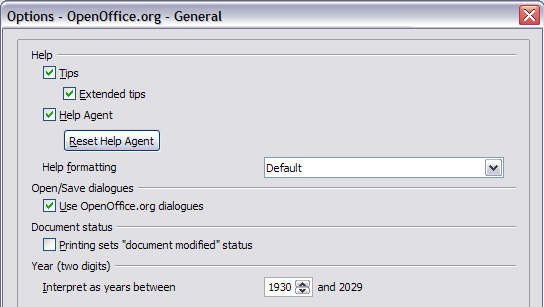 Options - OpenOffice.org - General
Help
Tips
Extended tips
Help Agent
Reset Help Agent
Help formatting Default
Open/Save dialogues
Use OpenOffice.org dialogues
Document status
Printing sets "document modified" status
Year (two digits)
Interpret as years between 1930 and 2029